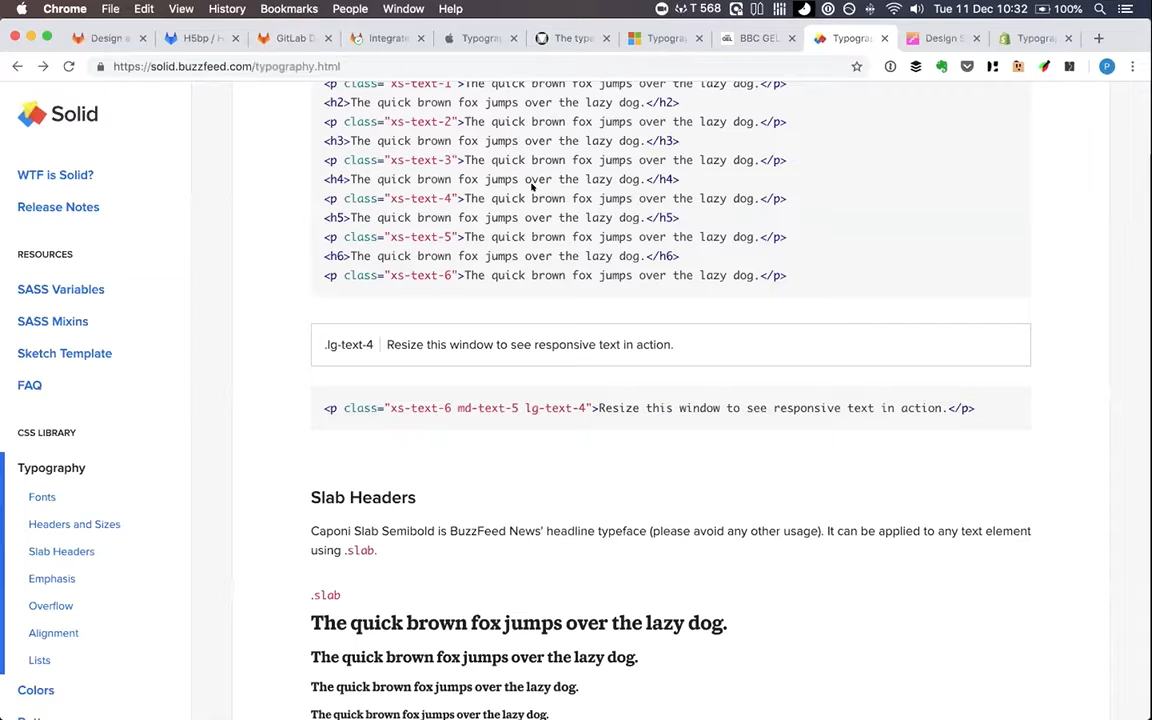 Chrome File Edit View History Bookmarks People Window Help
T 568
Tue 11 Dec 10:32 100%
Design
H5bp / H
GitLab D
Integrate
Typogra
The type
Typogra
BBC GEL
Typogra
Design S
Typogra
https://solid.buzzfeed.com/typography.html
P
Solid
WTF is Solid?
Release Notes
RESOURCES
SASS Variables
SASS Mixins
Sketch Template
FAQ
CSS LIBRARY
Typography
Fonts
Headers and Sizes
Slab Headers
Emphasis
Overflow
Alignment
Lists
Colors
<p class="xs-text-1">The quick brown fox jumps over the lazy dog.</p>
<h2>The quick brown fox jumps over the lazy dog.</h2>
<p class="xs-text-2">The quick brown fox jumps over the lazy dog.</p>
<h3>The quick brown fox jumps over the lazy dog.</h3>
<p class="xs-text-3">The quick brown fox jumps over the lazy dog.</p>
<h4>The quick brown fox jumps over the lazy dog.</h4>
<p class="xs-text-4">The quick brown fox jumps over the lazy dog.</p>
<h5>The quick brown fox jumps over the lazy dog.</h5>
<p class="xs-text-5">The quick brown fox jumps over the lazy dog.</p>
<h6>The quick brown fox jumps over the lazy dog.</h6>
<p class="xs-text-6">The quick brown fox jumps over the lazy dog.</p>
.lg-text-4 Resize this window to see responsive text in action.
<p class="xs-text-6 md-text-5 lg-text-4">Resize this window to see responsive text in action.</p>
Slab Headers
Caponi Slab Semibold is BuzzFeed News' headline typeface (please avoid any other usage). It can be applied to any text element
using .slab.
.slab
The quick brown fox jumps over the lazy dog.
The quick brown fox jumps over the lazy dog.
The quick brown fox jumps over the lazy dog.
The quick brown fox jumps over the lazy dog.